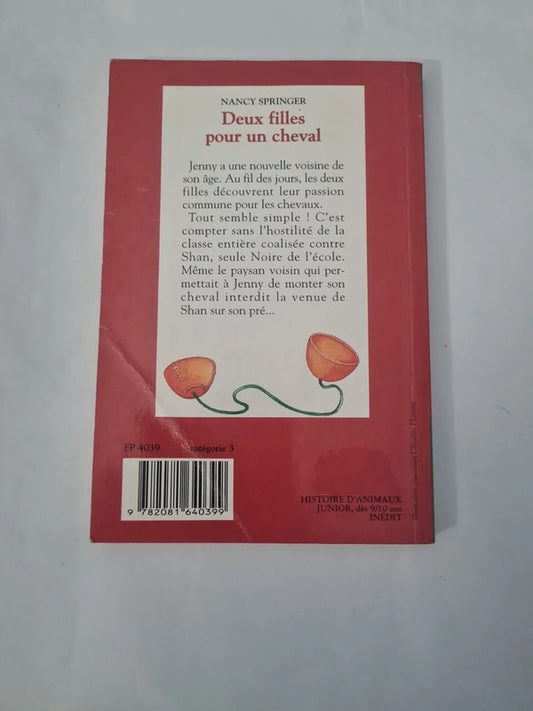 NANCY SPRINGER
Deux filles
pour un cheval
Jenny a une nouvelle voisine de
son âge. Au fil des jours, les deux
filles découvrent leur passion
commune pour les chevaux.
Tout semble simple ! C'est
compter sans l'hostilité de la
classe entière coalisée contre
Shan, seule Noire de l'école.
Même le paysan voisin qui per-
mettait à Jenny de monter son
cheval interdit la venue de
Shan sur son pré...
FP 4039 catégorie 3
9 782081 640399
HISTOIRE D'ANIMAUX
JUNIOR, dès 9/10 ans
INÉDIT